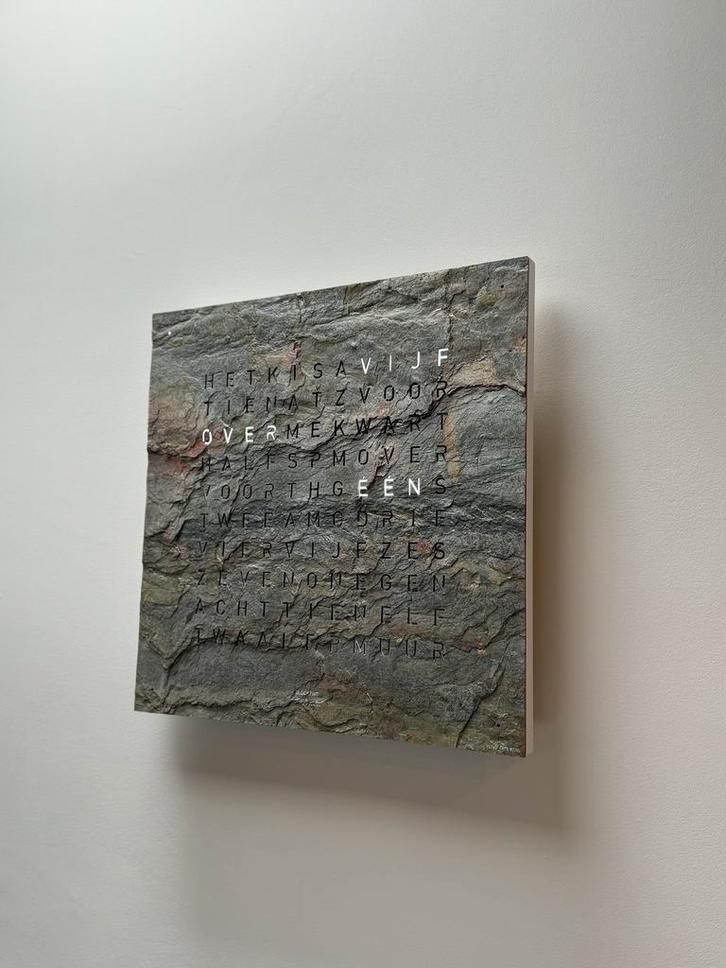 HETKISAVIJF
TIENATZVOOR
OVERMEKWART
HALFSPMOVER
VOORTHGEENS
TWEEAMCDRIE
VIERVIJFZES
ZEVENONEGEN
ACHTTIENELF
TWAALFPMUUR